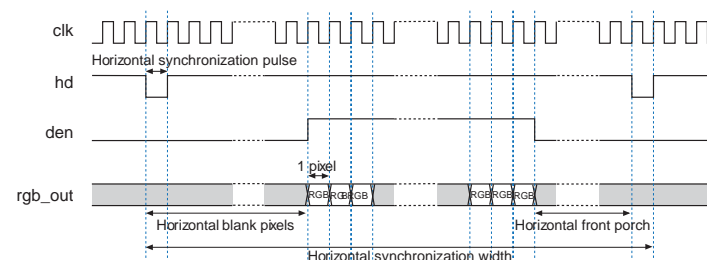 clk
Horizontal synchronization pulse
hd
den
1 pixel
rgb_out
RGB RGB RGB RGB RGB RGB
Horizontal blank pixels
Horizontal front porch
Horizontal synchronization width